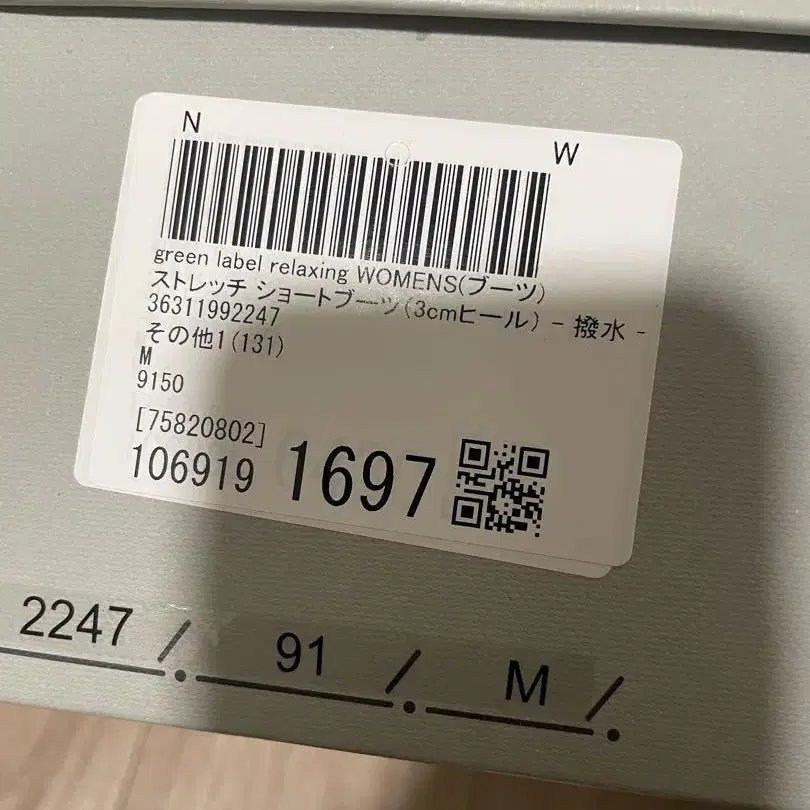 N W
green label relaxing WOMENS(ブーツ)
ストレッチ ショートブーツ(3cmヒール) - 撥水 -
36311992247
その他1(131)
M
9150
[75820802]
106919 1697
2247 / 91 / M /